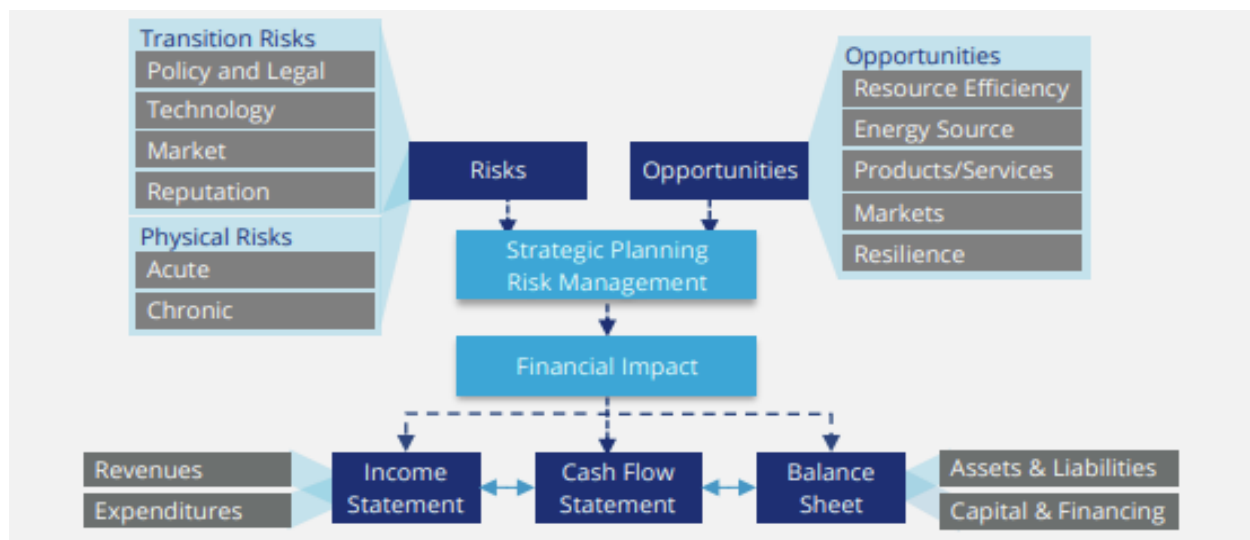 Transition Risks
Policy and Legal
Technology
Market
Reputation
Physical Risks
Acute
Chronic
Risks
Opportunities
Opportunities
Resource Efficiency
Energy Source
Products/Services
Markets
Resilience
Strategic Planning
Risk Management
Financial Impact
Revenues
Expenditures
Income
Statement
Cash Flow
Statement
Balance
Sheet
Assets & Liabilities
Capital & Financing